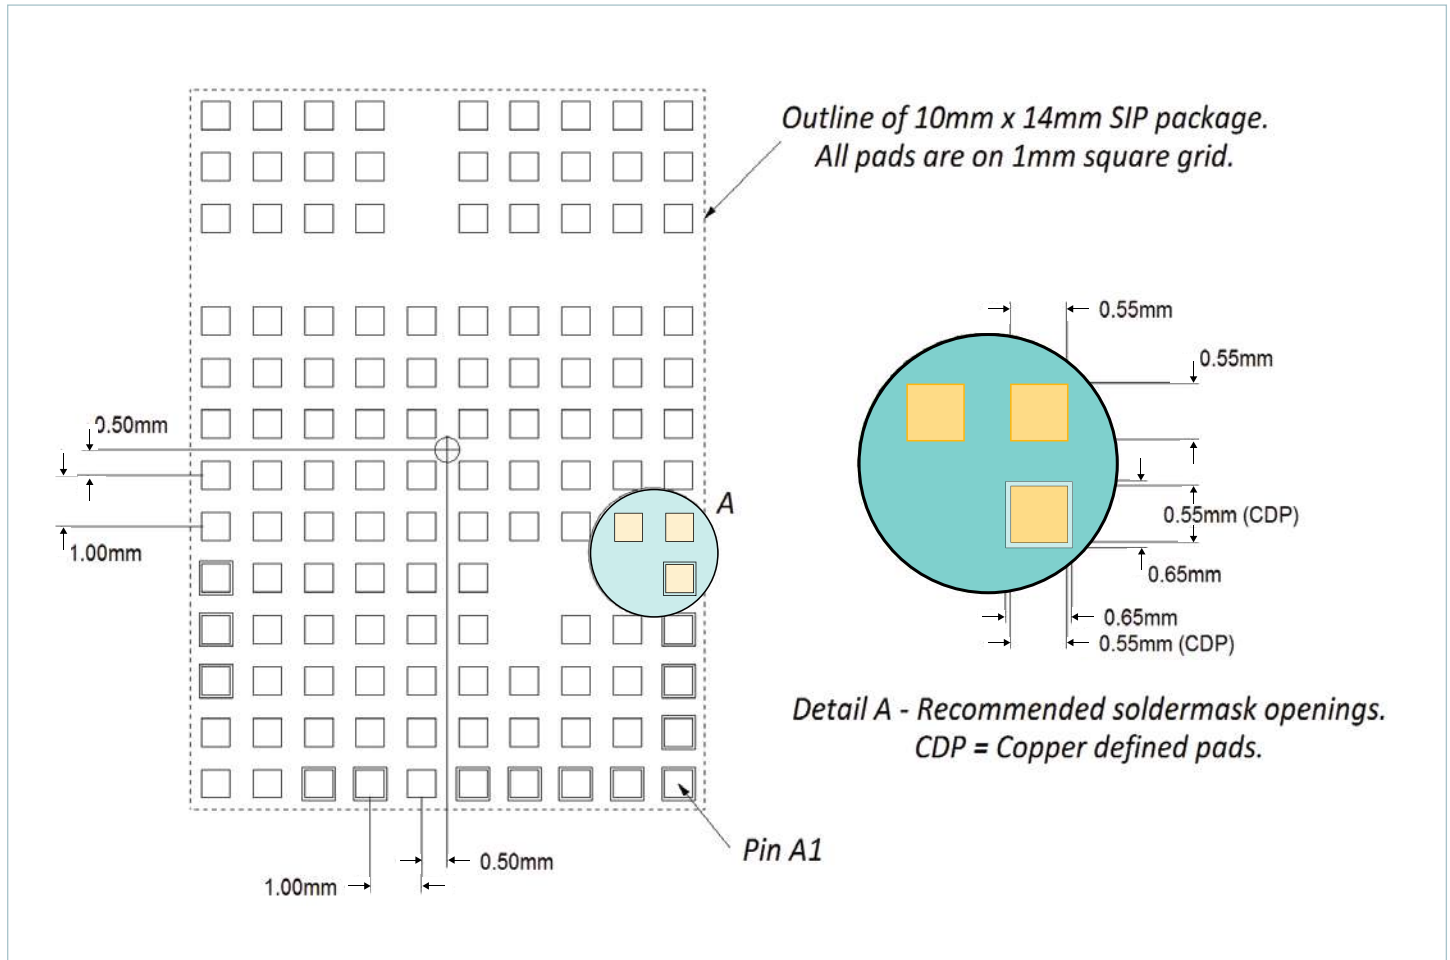 Outline of 10mm x 14mm SIP package.
All pads are on 1mm square grid.
0.55mm
0.55mm
0.50mm
A
0.55mm (CDP)
1.00mm
0.65mm
0.65mm
0.55mm (CDP)
Detail A - Recommended soldermask openings.
CDP = Copper defined pads.
Pin A1
0.50mm
1.00mm